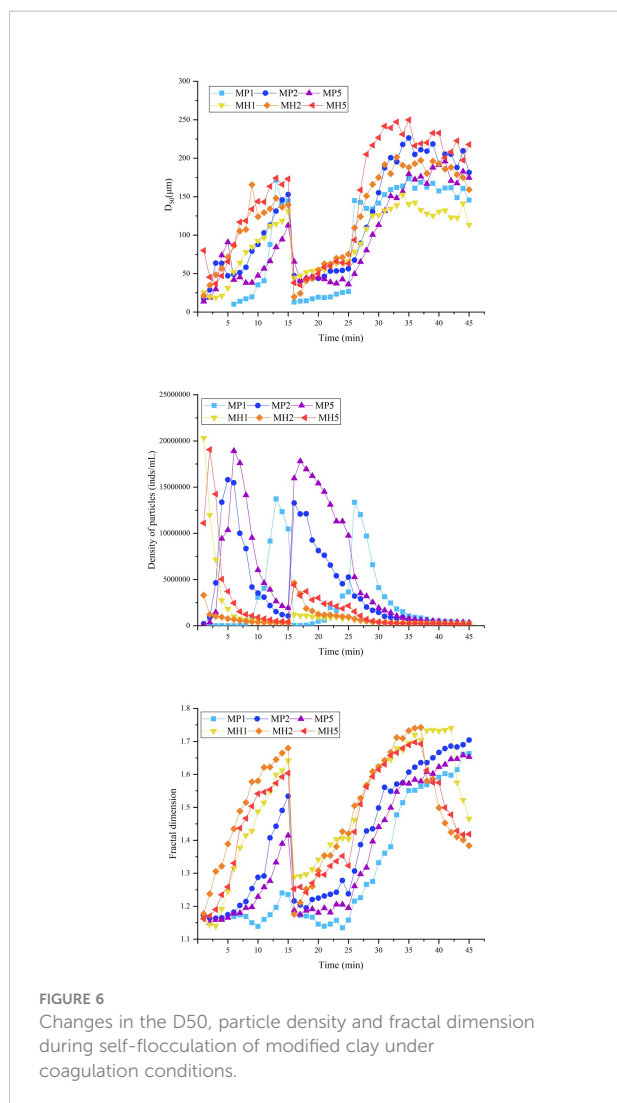 MP1 MP2 MP5
MH1 MH2 MH5
300
250
200
150
100
50
0
D50(μm)
5 10 15 20 25 30 35 40 45
Time (min)
25000000
20000000
15000000
10000000
5000000
0
Density of particles (inds/mL)
MP1 MP2 MP5
MH1 MH2 MH5
5 10 15 20 25 30 35 40 45
Time (min)
1.8
1.7
1.6
1.5
1.4
1.3
1.2
1.1
Fractal dimension
MP1 MP2 MP5
MH1 MH2 MH5
5 10 15 20 25 30 35 40 45
Time (min)
FIGURE 6
Changes in the D50, particle density and fractal dimension
during self-flocculation of modified clay under
coagulation conditions.